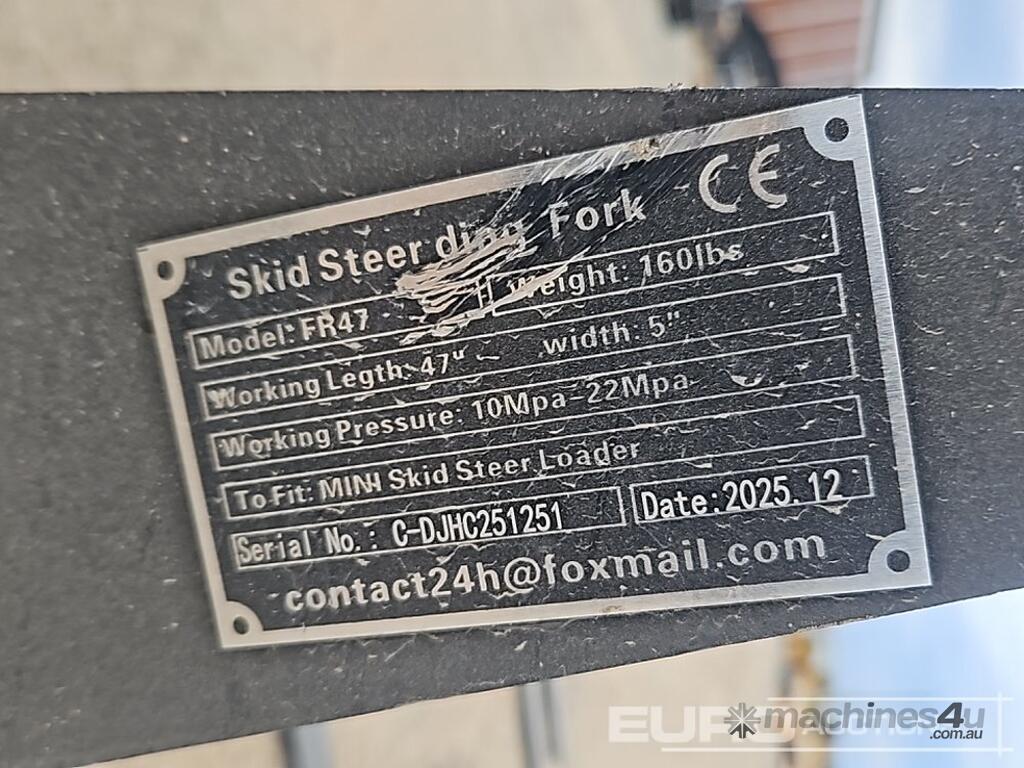 CE
Skid Steer ding Fork
Model: FR47 Weight: 160lbs
Working Legth: 47" width: 5"
Working Pressure: 10Mpa-22Mpa
To Fit: MINI Skid Steer Loader
Serial No.: C-DJHC251251 Date:2025.12
contact24h@foxmail.com
machines4u
.com.au